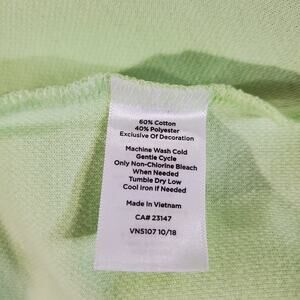 60% Cotton
40% Polyester
Exclusive Of Decoration
Machine Wash Cold
Gentle Cycle
Only Non-Chlorine Bleach
When Needed
Tumble Dry Low
Cool Iron if Needed
Made in Vietnam
CA# 23147
VN5107 10/18